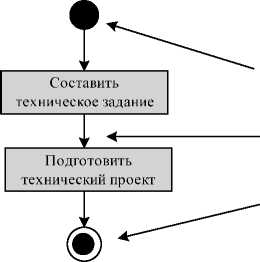 Составить
техническое задание
Подготовить
технический проект